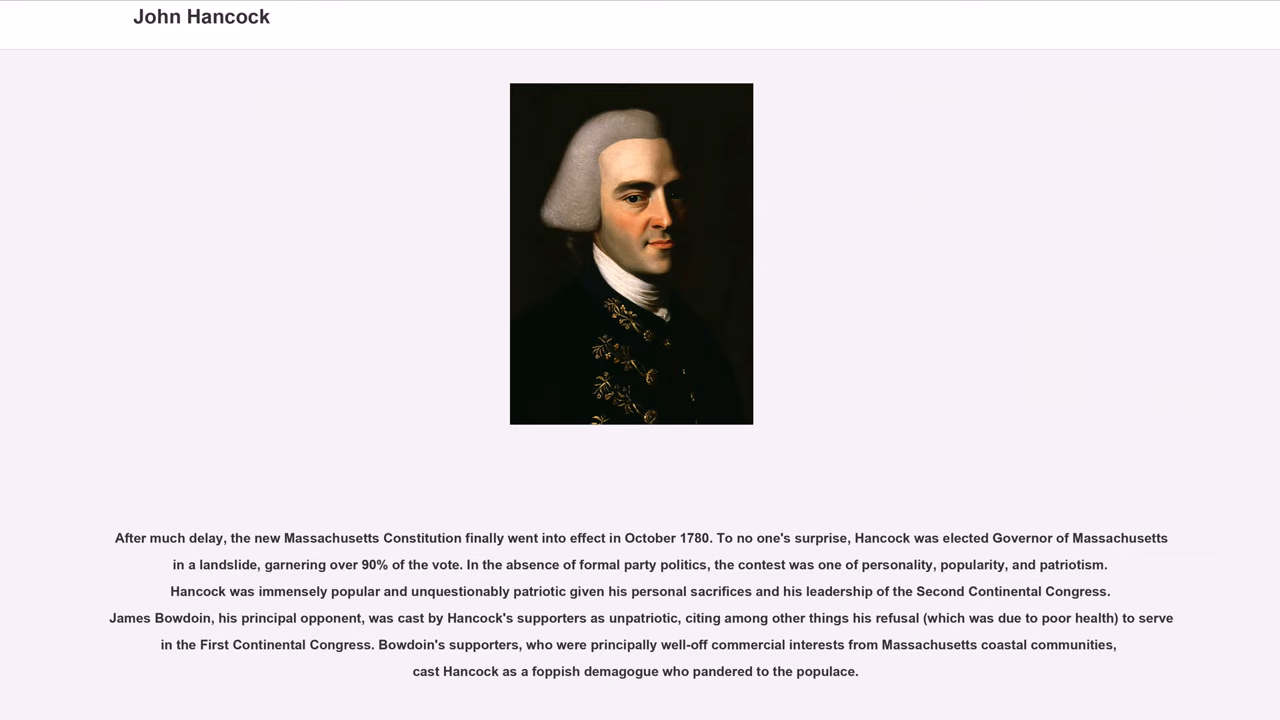 John Hancock
After much delay, the new Massachusetts Constitution finally went into effect in October 1780. To no one's surprise, Hancock was elected Governor of Massachusetts
in a landslide, garnering over 90% of the vote. In the absence of formal party politics, the contest was one of personality, popularity, and patriotism.
Hancock was immensely popular and unquestionably patriotic given his personal sacrifices and his leadership of the Second Continental Congress.
James Bowdoin, his principal opponent, was cast by Hancock's supporters as unpatriotic, citing among other things his refusal (which was due to poor health) to serve
in the First Continental Congress. Bowdoin's supporters, who were principally well-off commercial interests from Massachusetts coastal communities,
cast Hancock as a foppish demagogue who pandered to the populace.